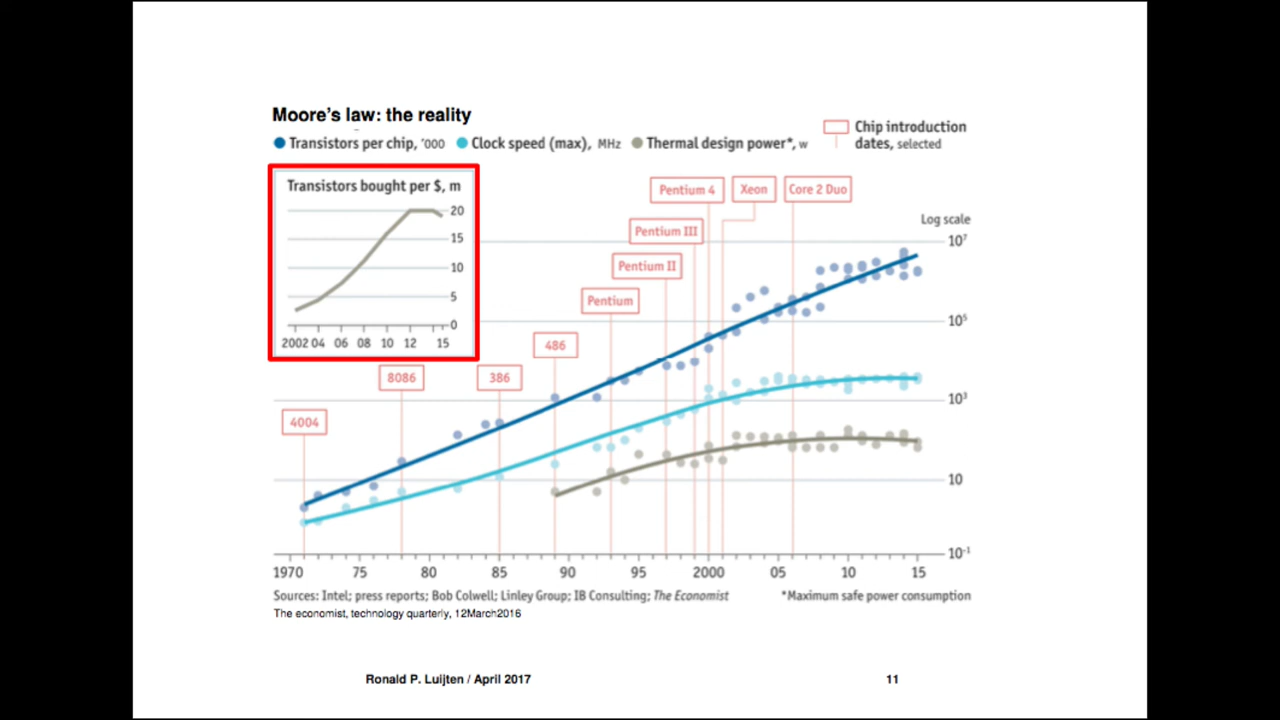 Moore's law: the reality
Transistors per chip, '000 Clock speed (max), MHz Thermal design power*, w
Chip introduction
dates, selected
Transistors bought per $, m
20
15
10
5
0
2002 04 06 08 10 12 15
Pentium 4 Xeon Core 2 Duo
Pentium III
Pentium II
Pentium
486
8086 386
4004
Log scale
10⁷
10⁵
10³
10
10⁻¹
1970 75 80 85 90 95 2000 05 10 15
Sources: Intel; press reports; Bob Colwell; Linley Group; IB Consulting; The Economist *Maximum safe power consumption
The economist, technology quarterly, 12March2016
Ronald P. Luijten / April 2017 11